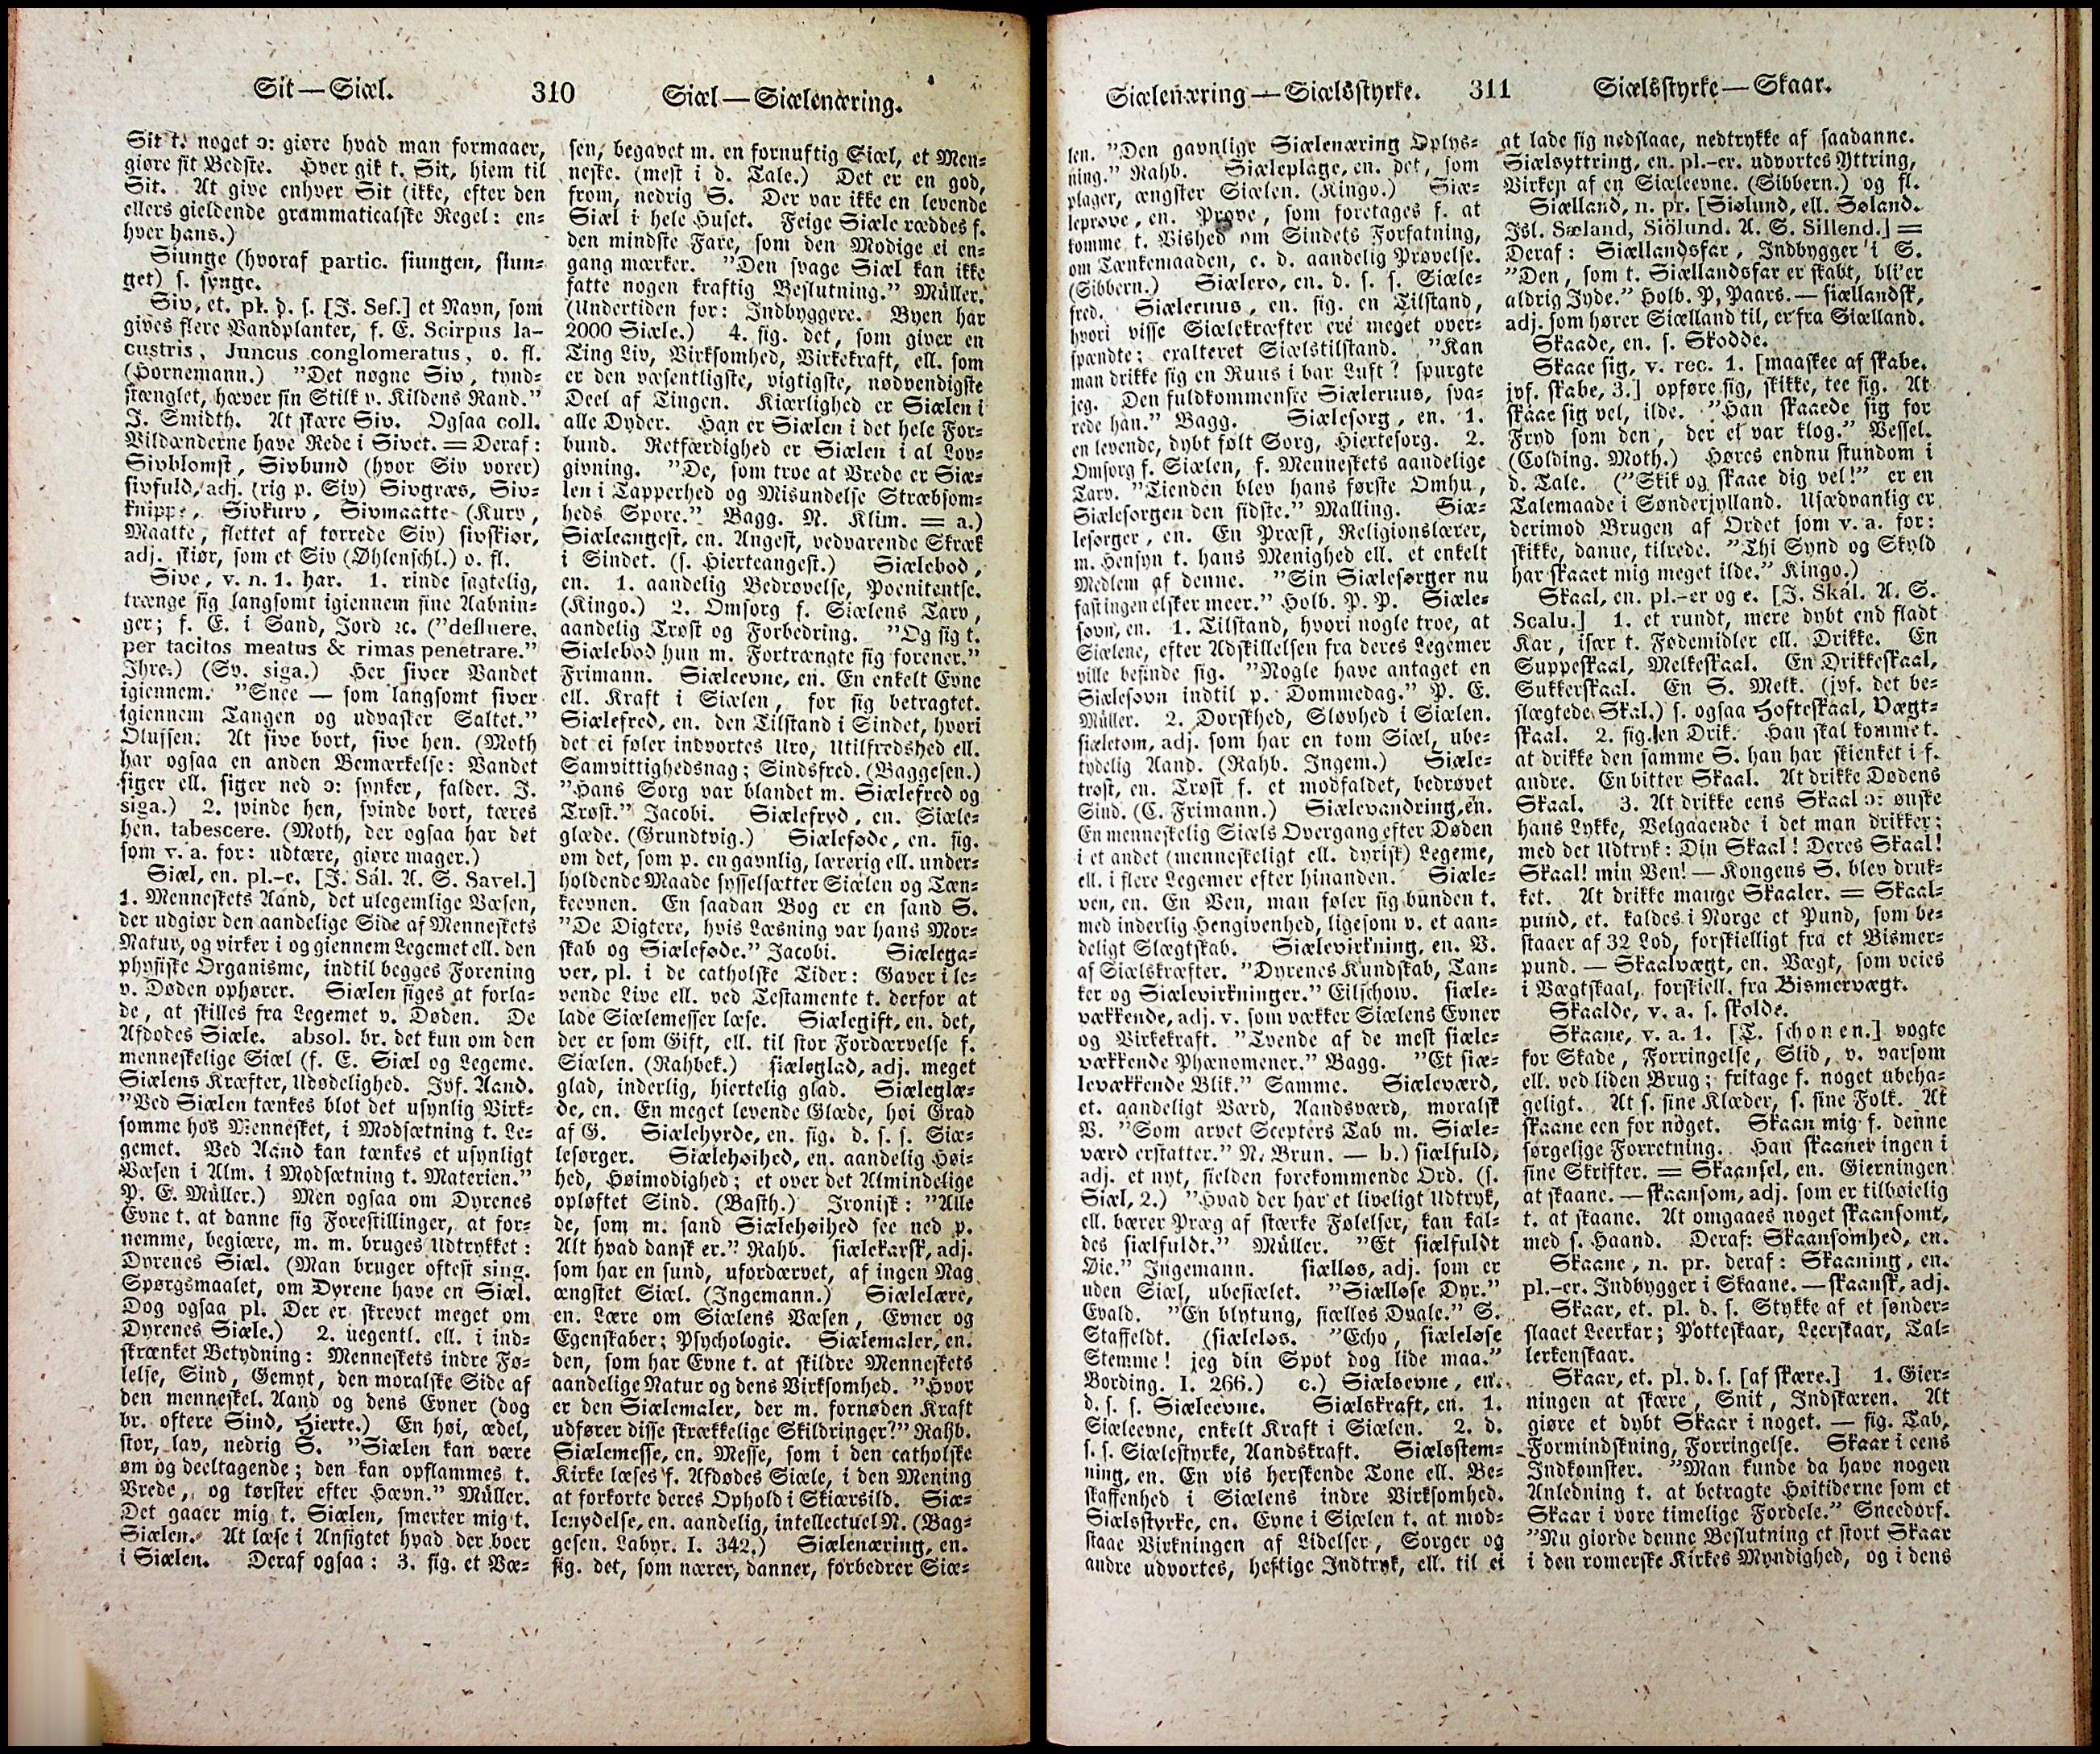 Sit — Siæl.
310
Siæl — Siælenæring.
Sit t. noget ɔ: giøre hvad man formaaer,
giøre sit Bedste. Hver gik t. Sit, hiem til
Sit. At give enhver Sit (ikke, efter den
ellers gieldende grammaticalske Regel: en-
hver hans.)
Siunge (hvoraf partic. siungen, siun-
get) s. synge.
Siv, et. pl. d. s. [J. Sef.] et Navn, som
gives flere Vandplanter, f. E. Scirpus la-
custris, Juncus conglomeratus, o. fl.
(Hornemann.) "Det nøgne Siv, tynd-
stænglet, hæver sin Stilk v. Kildens Rand."
J. Smidth. At skære Siv. Ogsaa coll.
Vildænderne have Rede i Sivet. = Deraf:
Sivblomst, Sivbund (hvor Siv vorer)
sivfuld, adj. (rig p. Siv) Sivgræs, Siv-
knippe, Sivkurv, Sivmaatte (Kurv,
Maatte, flettet af tørrede Siv) sivskiør,
adj. skiør, som et Siv (Øhlenschl.) o. fl.
Sive, v. n. 1. har. 1. rinde sagtelig,
trænge sig langsomt igiennem fine Aabnin-
ger; f. E. i Sand, Jord ꝛc. ("defluere,
per tacitos meatus & rimas penetrare."
Ihre.) (Sv. siga.) Her siver Vandet
igiennem. "Snee — som langsomt siver
igiennem Tangen og udvasker Saltet."
Olufsen. At sive bort, sive hen. (Moth
har ogsaa en anden Bemærkelse: Vandet
siger ell. siger ned ɔ: synker, falder. J.
siga.) 2. svinde hen, svinde bort, tæres
hen. tabescere. (Moth, der ogsaa har det
som v. a. for: udtære, giøre mager.)
Siæl, en. pl.-e. [J. Sál. A. S. Savel.]
1. Menneskets Aand, det ulegemlige Væsen,
der udgiør den aandelige Side af Menneskets
Natur, og virker i og giennem Legemet ell. den
physiske Organisme, indtil begges Forening
v. Døden ophører. Siælen siges at forla-
de, at skilles fra Legemet v. Døden. De
Afdødes Siæle. absol. br. det kun om den
menneskelige Siæl (f. E. Siæl og Legeme.
Siælens Kræfter, Udødelighed. Jvf. Aand.
"Ved Siælen tænkes blot det usynlig Virk-
somme hos Mennesket, i Modsætning t. Le-
gemet. Ved Aand kan tænkes et usynligt
Væsen i Alm. i Modsætning t. Materien."
P. E. Müller.) Men ogsaa om Dyrenes
Evne t. at danne sig Forestillinger, at for-
nemme, begiære, m. m. bruges Udtrykket:
Dyrenes Siæl. (Man bruger oftest sing.
Spørgsmaalet, om Dyrene have en Siæl.
Dog ogsaa pl. Der er skrevet meget om
Dyrenes Siæle.) 2. uegentl. ell. i ind-
skrænket Betydning: Menneskets indre Fø-
lelse, Sind, Gemyt, den moralske Side af
den menneskel. Aand og dens Evner (dog
br. oftere Sind, Hierte.) En høi, ædel,
stor, lav, nedrig S. "Siælen kan være
øm og deeltagende; den kan opflammes t.
Vrede, og tørster efter Hævn." Müller.
Det gaaer mig t. Siælen, smerter mig t.
Siælen. At læse i Ansigtet hvad der boer
i Siælen. Deraf ogsaa: 3. fig. et Væ-
sen, begavet m. en fornuftig Siæl, et Men-
neske. (mest i d. Tale.) Det er en god,
from, nedrig S. Der var ikke en levende
Siæl i hele Huset. Feige Siæle ræddes f.
den mindste Fare, som den Modige ei en-
gang mærker. "Den svage Siæl kan ikke
fatte nogen kraftig Beslutning." Müller.
(Undertiden for: Indbyggere. Byen har
2000 Siæle.) 4. fig. det, som giver en
Ting Liv, Virksomhed, Virkekraft, ell. som
er den væsentligste, vigtigste, nødvendigste
Deel af Tingen. Kiærlighed er Siælen i
alle Dyder. Han er Siælen i det hele For-
bund. Retfærdighed er Siælen i al Lov-
givning. "De, som troe at Vrede er Siæ-
len i Tapperhed og Misundelse Stræbsom-
heds Spore." Bagg. N. Klim. = a.)
Siæleangest, en. Angest, vedvarende Skræk
i Sindet. (s. Hierteangest.) Siælebod,
en. 1. aandelig Bedrøvelse, Poenitentse.
(Kingo.) 2. Omsorg f. Siælens Tarv,
aandelig Trøst og Forbedring. "Og sig t.
Siælebod hun m. Fortrængte sig forener."
Frimann. Siæleevne, en. En enkelt Evne
ell. Kraft i Siælen, for sig betragtet.
Siælefred, en. den Tilstand i Sindet, hvori
det ei føler indvortes Uro, Utilfredshed ell.
Samvittighedsnag; Sindsfred. (Baggesen.)
"Hans Sorg var blandet m. Siælefred og
Trøst." Jacobi. Siælefryd, en. Siæle-
glæde. (Grundtvig.) Siæleføde, en. fig.
om det, som p. en gavnlig, lærerig ell. under-
holdende Maade sysselsætter Siælen og Tæn-
keevnen. En saadan Bog er en sand S.
"De Digtere, hvis Læsning var hans Mor-
skab og Siæleføde." Jacobi. Siælega-
ver, pl. i de catholske Tider: Gaver i le-
vende Live ell. ved Testamente t. derfor at
lade Siælemesser læse. Siælegift, en. det,
der er som Gift, ell. til stor Fordærvelse f.
Siælen. (Rahbek.) siæleglad, adj. meget
glad, inderlig, hiertelig glad. Siæleglæ-
de, en. En meget levende Glæde, høi Grad
af G. Siælehyrde, en. fig. d. s. s. Siæ-
lesørger. Siælehøihed, en. aandelig Høi-
hed, Høimodighed; et over det Almindelige
opløftet Sind. (Basth.) Ironisk: "Alle
de, som m. sand Siælehøihed see ned p.
Alt hvad dansk er." Rahb. siælekarsk, adj.
som har en sund, ufordærvet, af ingen Nag
ængstet Siæl. (Ingemann.) Siælelære,
en. Lære om Siælens Væsen, Evner og
Egenskaber; Psychologie. Siælemaler, en.
den, som har Evne t. at skildre Menneskets
aandelige Natur og dens Virksomhed. "Hvor
er den Siælemaler, der m. fornøden Kraft
udfører disse skrækkelige Skildringer?" Rahb.
Siælemesse, en. Messe, som i den catholske
Kirke læses f. Afdødes Siæle, i den Mening
at forkorte deres Ophold i Skiærsild. Siæ-
lenydelse, en. aandelig, intellectuel N. (Bag-
gesen. Labyr. I. 342.) Siælenæring, en.
fig. det, som nærer, danner, forbedrer Siæ-
Siælenæring — Siælsstyrke.
311
Siælsstyrke — Skaar.
len. "Den gavnlige Siælenæring Oplys-
ning." Rahb. Siæleplage, en. det, som
plager, ængster Siælen. (Kingo.) Siæ-
leprøve, en. Prøve, som foretages f. at
komme t. Vished om Sindets Forfatning,
om Tænkemaaden, e. d. aandelig Prøvelse.
(Sibbern.) Siælero, en. d. s. s. Siæle-
fred. Siæleruus, en. fig. en Tilstand,
hvori visse Siælekræfter ere meget over-
spændte; exalteret Siælstilstand. "Kan
man drikke sig en Ruus i bar Luft? spurgte
jeg. Den fuldkommenste Siæleruus, sva-
rede han." Bagg. Siælesorg, en. 1.
en levende, dybt følt Sorg, Hiertesorg. 2.
Omsorg f. Siælen, f. Menneskets aandelige
Tarv. "Tienden blev hans første Omhu,
Siælesorgen den sidste." Malling. Siæ-
lesørger, en. En Præst, Religionslærer,
m. Hensyn t. hans Menighed ell. et enkelt
Medlem af denne. "Sin Siælesørger nu
fast ingen elsker meer." Holb. P. P. Siæle-
søvn, en. 1. Tilstand, hvori nogle troe, at
Siælene, efter Adskillelsen fra deres Legemer
ville befinde sig. "Nogle have antaget en
Siælesøvn indtil p. Dommedag." P. E.
Müller. 2. Dorskhed, Sløvhed i Siælen.
siæletom, adj. som har en tom Siæl, ube-
tydelig Aand. (Rahb. Ingem.) Siæle-
trøst, en. Trøst f. et modfaldet, bedrøvet
Sind. (C. Frimann.) Siælevandring, en.
En menneskelig Siæls Overgang efter Døden
i et andet (menneskeligt ell. dyrisk) Legeme,
ell. i flere Legemer efter hinanden. Siæle-
ven, en. En Ven, man føler sig bunden t.
med inderlig Hengivenhed, ligesom v. et aan-
deligt Slægtskab. Siælevirkning, en. V.
af Siælskræfter. "Dyrenes Kundskab, Tan-
ker og Siælevirkninger." Eilschow. siæle-
vækkende, adj. v. som vækker Siælens Evner
og Virkekraft. "Tvende af de mest siæle-
vækkende Phænomener." Bagg. "Et siæ-
levækkende Blik." Samme. Siæleværd,
et. aandeligt Værd, Aandsværd, moralsk
V. "Som arvet Scepters Tab m. Siæle-
værd erstatter." N. Brun. — b.) siælfuld,
adj. et nyt, sielden forekommende Ord. (s.
Siæl, 2.) "Hvad der har et liveligt Udtryk,
ell. bærer Præg af stærke Følelser, kan kal-
des siælfuldt." Müller. "Et siælfuldt
Øie." Ingemann. siælløs, adj. som er
uden Siæl, ubesiælet. "Siælløse Dyr."
Evald. "En blytung, siælløs Dvale." S.
Staffeldt. (siæleløs. "Echo, siæleløse
Stemme! jeg din Spot dog lide maa."
Bording. I. 266.) c.) Siælsevne, en.
d. s. s. Siæleevne. Siælskraft, en. 1.
Siæleevne, enkelt Kraft i Siælen. 2. d.
s. s. Siælestyrke, Aandskraft. Siælsstem-
ning, en. En vis herskende Tone ell. Be-
skaffenhed i Siælens indre Virksomhed.
Siælsstyrke, en. Evne i Siælen t. at mod-
staae Virkningen af Lidelser, Sorger og
andre udvortes, heftige Indtryk, ell. til ei
at lade sig nedslaae, nedtrykke af saadanne.
Siælsyttring, en. pl.-er. udvortes Yttring,
Virken af en Siæleevne. (Sibbern.) og fl.
Siælland, n. pr. [Siølund, ell. Søland.
Isl. Sæland, Siölund. A. S. Sillend.] =
Deraf: Siællandsfar, Indbygger i S.
"Den, som t. Siællandsfar er skabt, bli'er
aldrig Jyde." Holb. P. Paars. — siællandsk,
adj. som hører Siælland til, er fra Siælland.
Skaade, en. s. Skodde.
Skaae sig, v. rec. 1. [maaskee af skabe.
jvf. skabe, 3.] opføre sig, skikke, tee sig. At
skaae sig vel, ilde. "Han skaaede sig for
Fryd som den, der ei var klog." Vessel.
(Colding. Moth.) Høres endnu stundom i
d. Tale. ("Skik og skaae dig vel!" er en
Talemaade i Sønderjylland. Usædvanlig er
derimod Brugen af Ordet som v. a. for:
skikke, danne, tilrede. "Thi Synd og Skyld
har skaaet mig meget ilde." Kingo.)
Skaal, en. pl.-er og e. [J. Skál. A. S.
Scalu.] 1. et rundt, mere dybt end fladt
Kar, især t. Fødemidler ell. Drikke. En
Suppeskaal, Melkeskaal. En Drikkeskaal,
Sukkerskaal. En S. Melk. (jvf. det be-
slægtede Skal.) s. ogsaa Hofteskaal, Vægt-
skaal. 2. fig. en Drik. Han skal komme t.
at drikke den samme S. han har skienket i f.
andre. En bitter Skaal. At drikke Dødens
Skaal. 3. At drikke eens Skaal ɔ: ønske
hans Lykke, Velgaaende i det man drikker;
med det Udtryk: Din Skaal! Deres Skaal!
Skaal! min Ven! — Kongens S. blev druk-
ket. At drikke mange Skaaler. = Skaal-
pund, et. kaldes i Norge et Pund, som be-
staaer af 32 Lod, forskielligt fra et Bismer-
pund. — Skaalvægt, en. Vægt, som veies
i Vægtskaal, forskiell. fra Bismervægt.
Skaalde, v. a. s. skolde.
Skaane, v. a. 1. [T. schonen.] vogte
for Skade, Forringelse, Slid, v. varsom
ell. ved liden Brug; fritage f. noget ubeha-
geligt. At s. sine Klæder, s. sine Folk. At
skaane een for noget. Skaan mig f. denne
sørgelige Forretning. Han skaaner ingen i
sine Skrifter. = Skaansel, en. Gierningen
at skaane. — skaansom, adj. som er tilbøielig
t. at skaane. At omgaaes noget skaansomt,
med s. Haand. Deraf: Skaansomhed, en.
Skaane, n. pr. deraf: Skaaning, en.
pl.-er. Indbygger i Skaane. — skaansk, adj.
Skaar, et. pl. d. s. Stykke af et sønder-
slaaet Leerkar; Potteskaar, Leerskaar, Tal-
lerkenskaar.
Skaar, et. pl. d. s. [af skære.] 1. Gier-
ningen at skære, Snit, Indskæren. At
giøre et dybt Skaar i noget. — fig. Tab,
Formindskning, Forringelse. Skaar i eens
Indkomster. "Man kunde da have nogen
Anledning t. at betragte Høitiderne som et
Skaar i vore timelige Fordele." Sneedorf.
"Nu giorde denne Beslutning et stort Skaar
i den romerske Kirkes Myndighed, og i dens